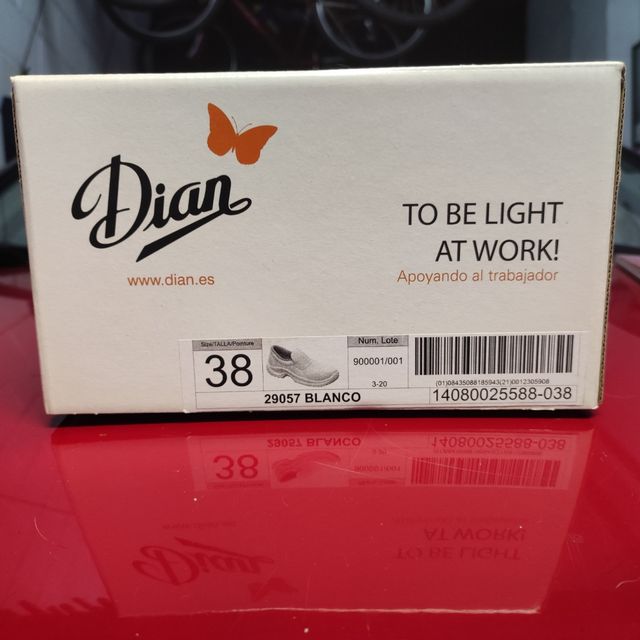 Dian
www.dian.es
TO BE LIGHT
AT WORK!
Apoyando al trabajador
Size/TALLA/Pointure
38
29057 BLANCO
Num. Lote
900001/001
3-20
(01)08435088185943(21)0012305908
14080025588-038